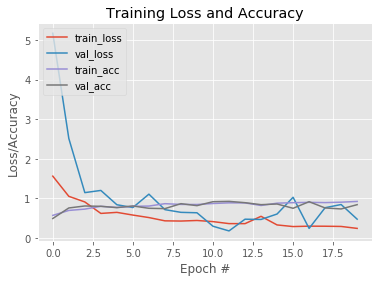 Training Loss and Accuracy
train_loss
val_loss
train_acc
val_acc
5
4
3
2
1
0
Loss/Accuracy
0.0 2.5 5.0 7.5 10.0 12.5 15.0 17.5
Epoch #